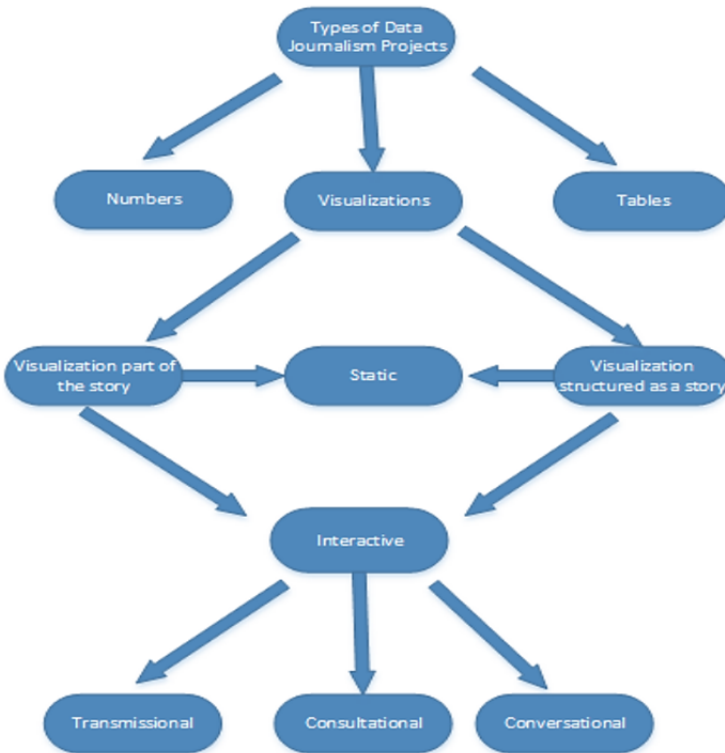 Types of Data
Journalism Projects
Numbers
Visualizations
Tables
Visualization part of
the story
Static
Visualization
structured as a story
Interactive
Transmissional
Consultational
Conversational